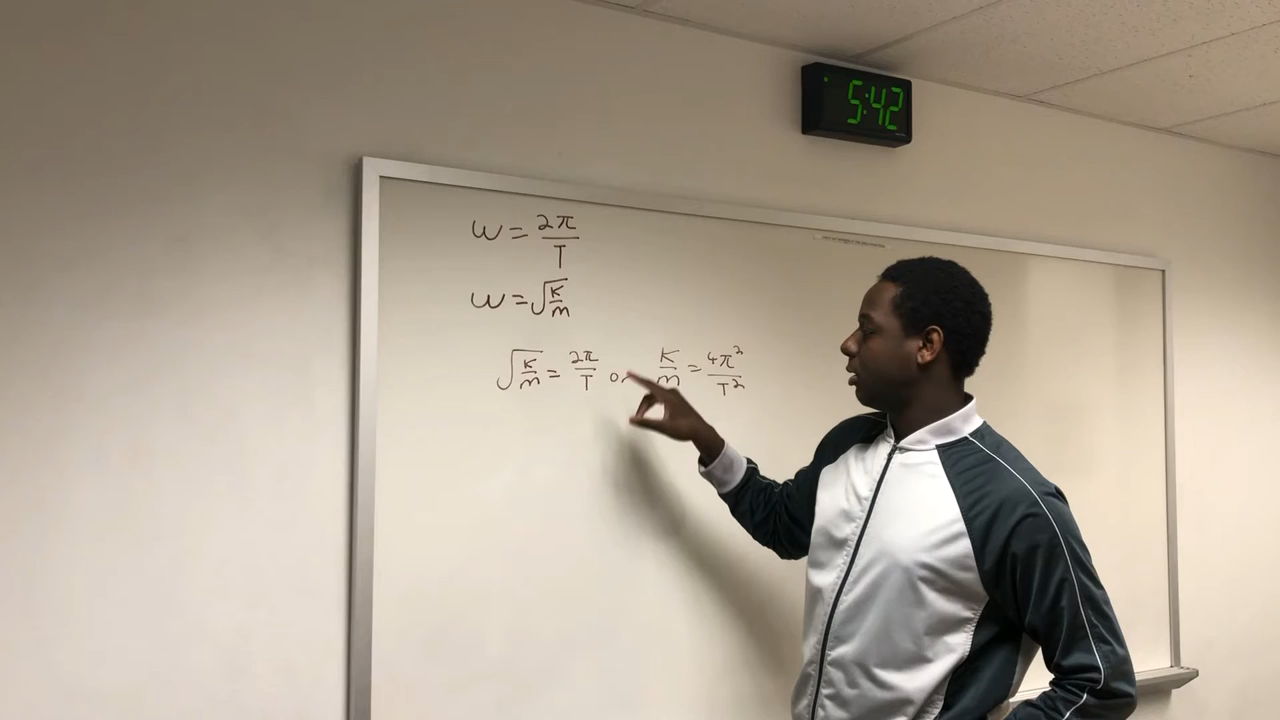 5:42
ω = 2π/T
ω = √(K/m)
√(K/m) = 2π/T or K/m = 4π²/T²